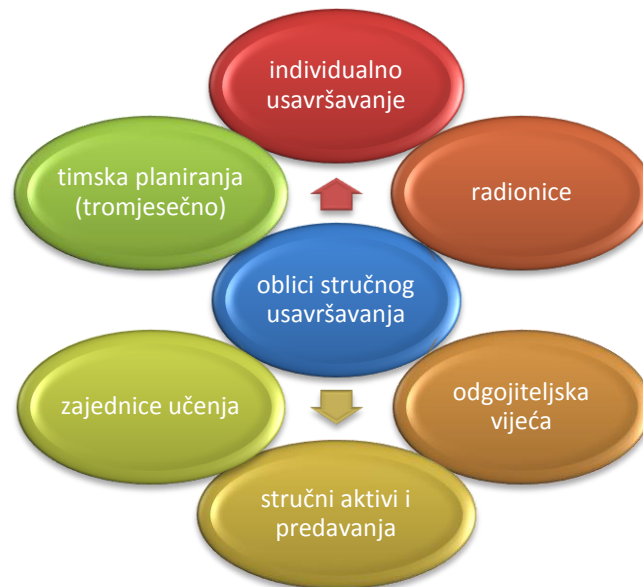 individualno
usavršavanje
timska planiranja
(tromjesečno)
radionice
oblici stručnog
usavršavanja
zajednice učenja
odgojiteljska
vijeća
stručni aktivi i
predavanja